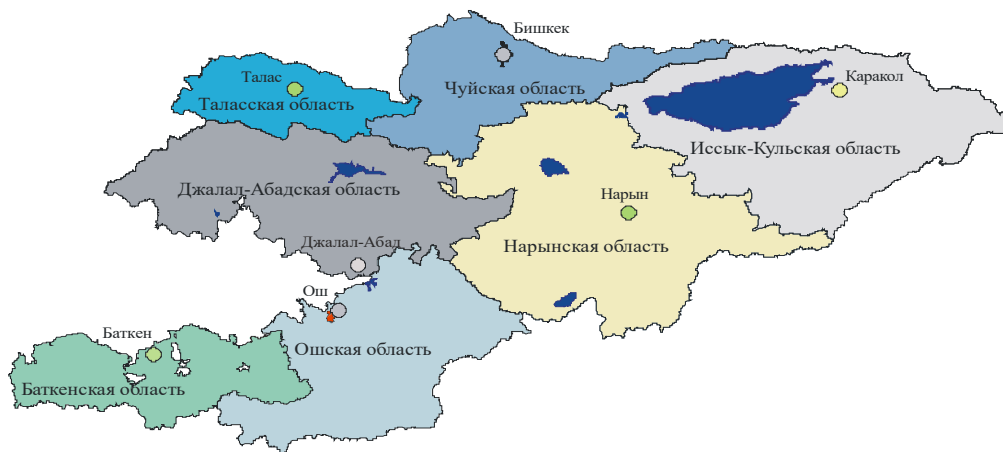 Бишкек
Талас
Каракол
Чуйская область
Таласская область
Иссык-Кульская область
Джалал-Абадская область
Нарын
Джалал-Абад
Нарынская область
Ош
Баткен
Ошская область
Баткенская область